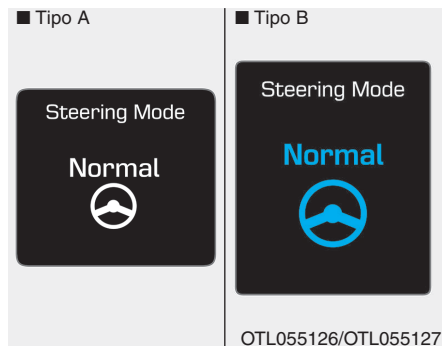 ■ Tipo A
Steering Mode
Normal
■ Tipo B
Steering Mode
Normal
OTL055126/OTL055127